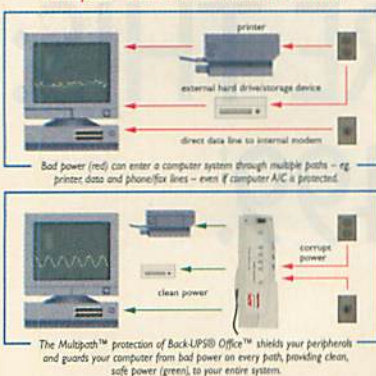 printer
external hard drive/storage device
direct data line to internal modem
Bad power (red) can enter a computer system through multiple paths – eg.
printer, data and phone/fax lines – even if computer A/C is protected.
corrupt
power
clean power
The Multipath™ protection of Back-UPS® Office™ shields your peripherals
and guards your computer from bad power on every path, providing clean,
safe power (green), to your entire system.